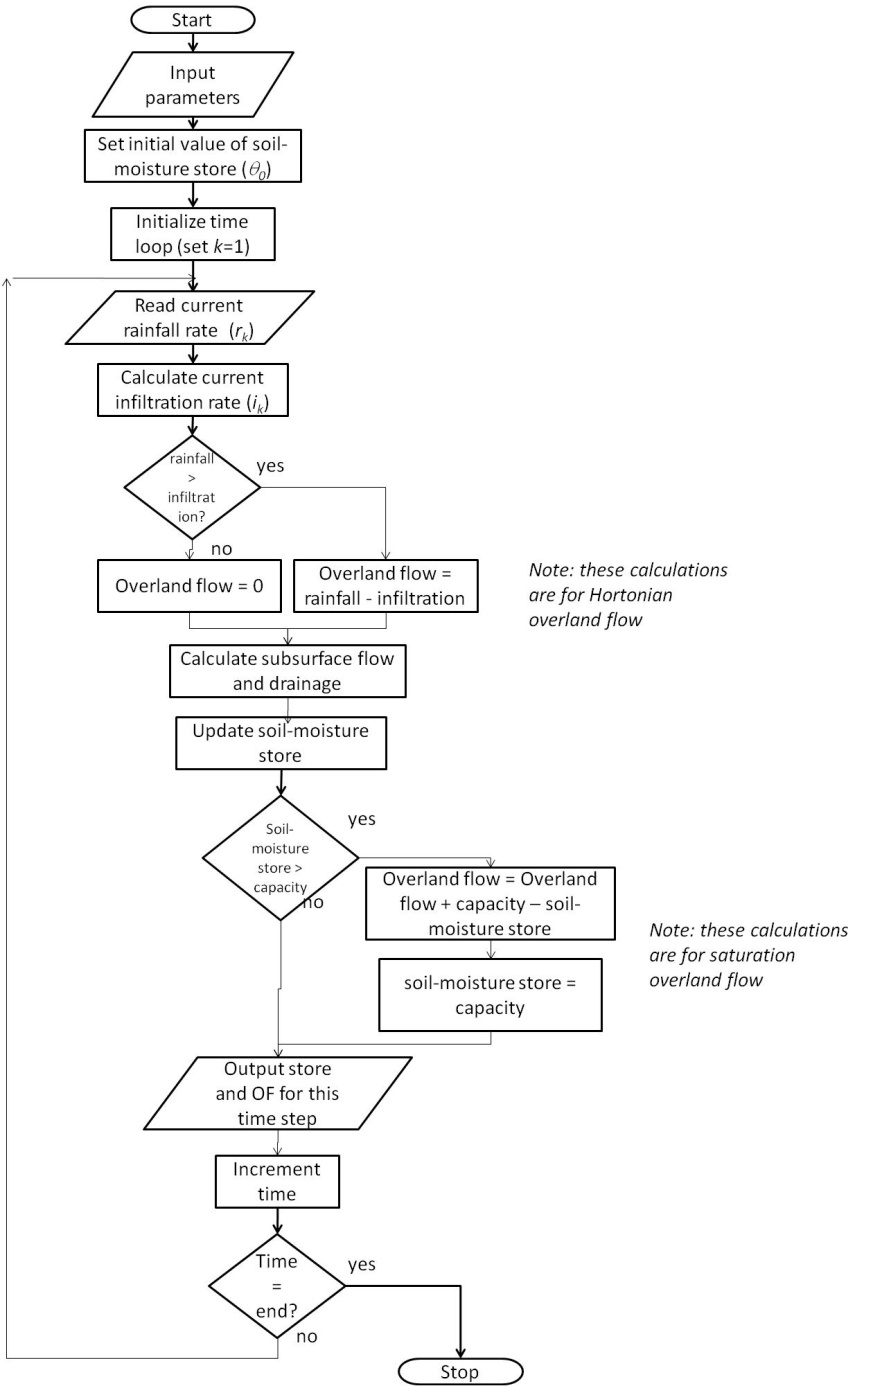 Start
Input
parameters
Set initial value of soil-
moisture store (θ0)
Initialize time
loop (set k=1)
Read current
rainfall rate (rk)
Calculate current
infiltration rate (ik)
rainfall
>
infiltrat
ion?
yes
no
Overland flow = 0
Overland flow =
rainfall - infiltration
Note: these calculations
are for Hortonian
overland flow
Calculate subsurface flow
and drainage
Update soil-moisture
store
Soil-
moisture
store >
capacity
yes
no
Overland flow = Overland
flow + capacity – soil-
moisture store
Note: these calculations
are for saturation
overland flow
soil-moisture store =
capacity
Output store
and OF for this
time step
Increment
time
Time
=
end?
yes
no
Stop